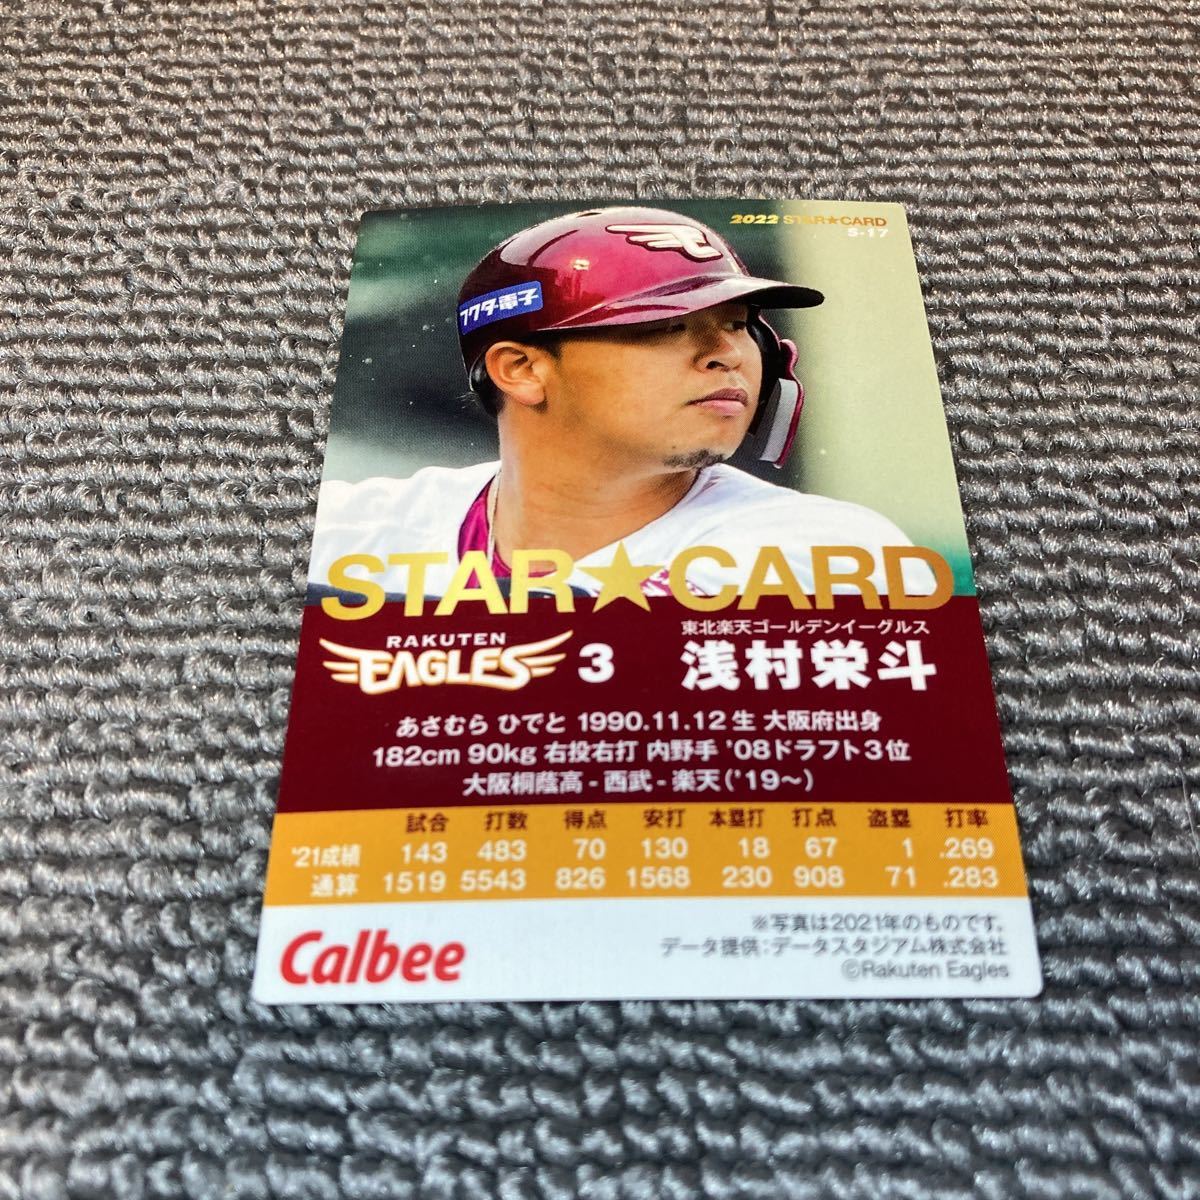 2022 STAR★CARD
S-17
フクダ電子
STAR★CARD
東北楽天ゴールデンイーグルス
RAKUTEN EAGLES 3 浅村栄斗
あさむら ひでと 1990.11.12生 大阪府出身
182cm 90kg 右投右打 内野手 '08ドラフト3位
大阪桐蔭高 - 西武 - 楽天('19〜)
試合 打数 得点 安打 本塁打 打点 盗塁 打率
'21成績 143 483 70 130 18 67 1 .269
通算 1519 5543 826 1568 230 908 71 .283
※写真は2021年のものです。
データ提供:データスタジアム株式会社
Calbee ©Rakuten Eagles